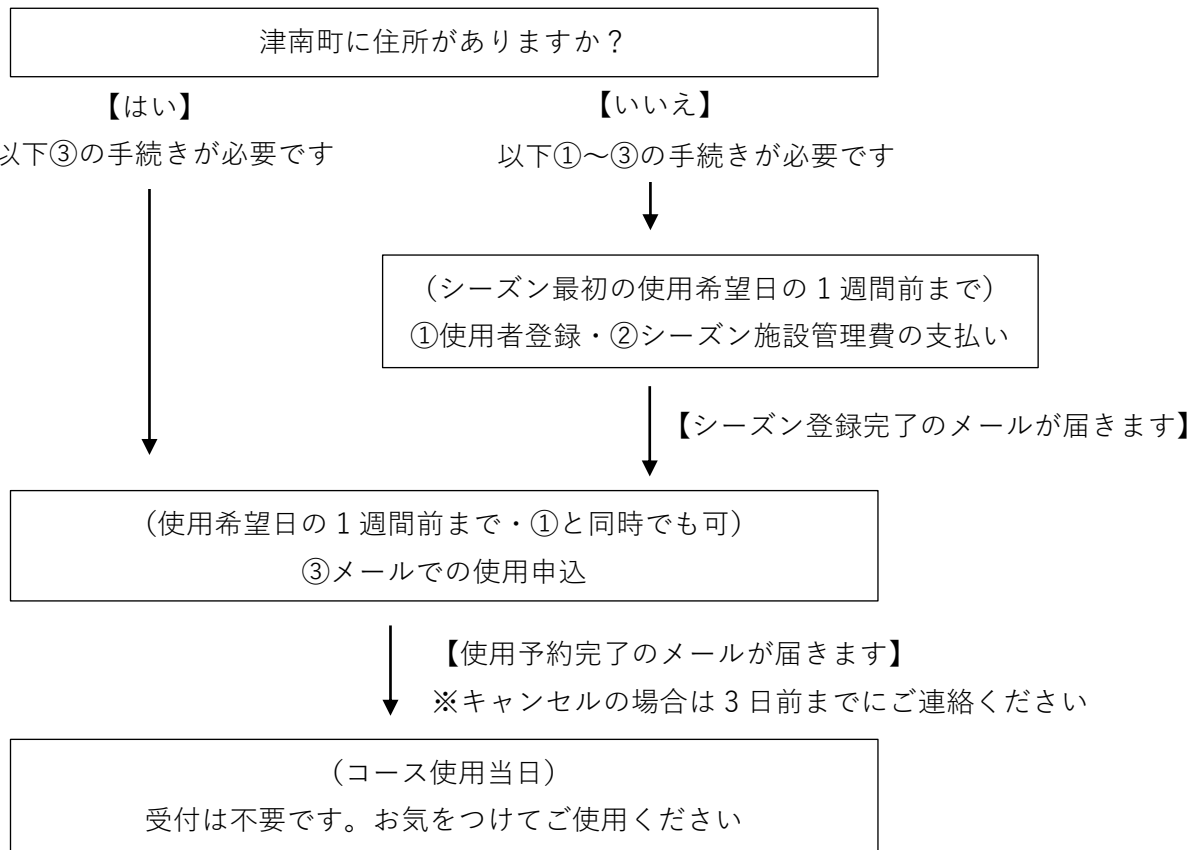 津南町に住所がありますか？
【はい】
以下③の手続きが必要です
【いいえ】
以下①～③の手続きが必要です
（シーズン最初の使用希望日の1週間前まで）
①使用者登録・②シーズン施設管理費の支払い
【シーズン登録完了のメールが届きます】
（使用希望日の1週間前まで・①と同時でも可）
③メールでの使用申込
【使用予約完了のメールが届きます】
※キャンセルの場合は3日前までにご連絡ください
（コース使用当日）
受付は不要です。お気をつけてご使用ください